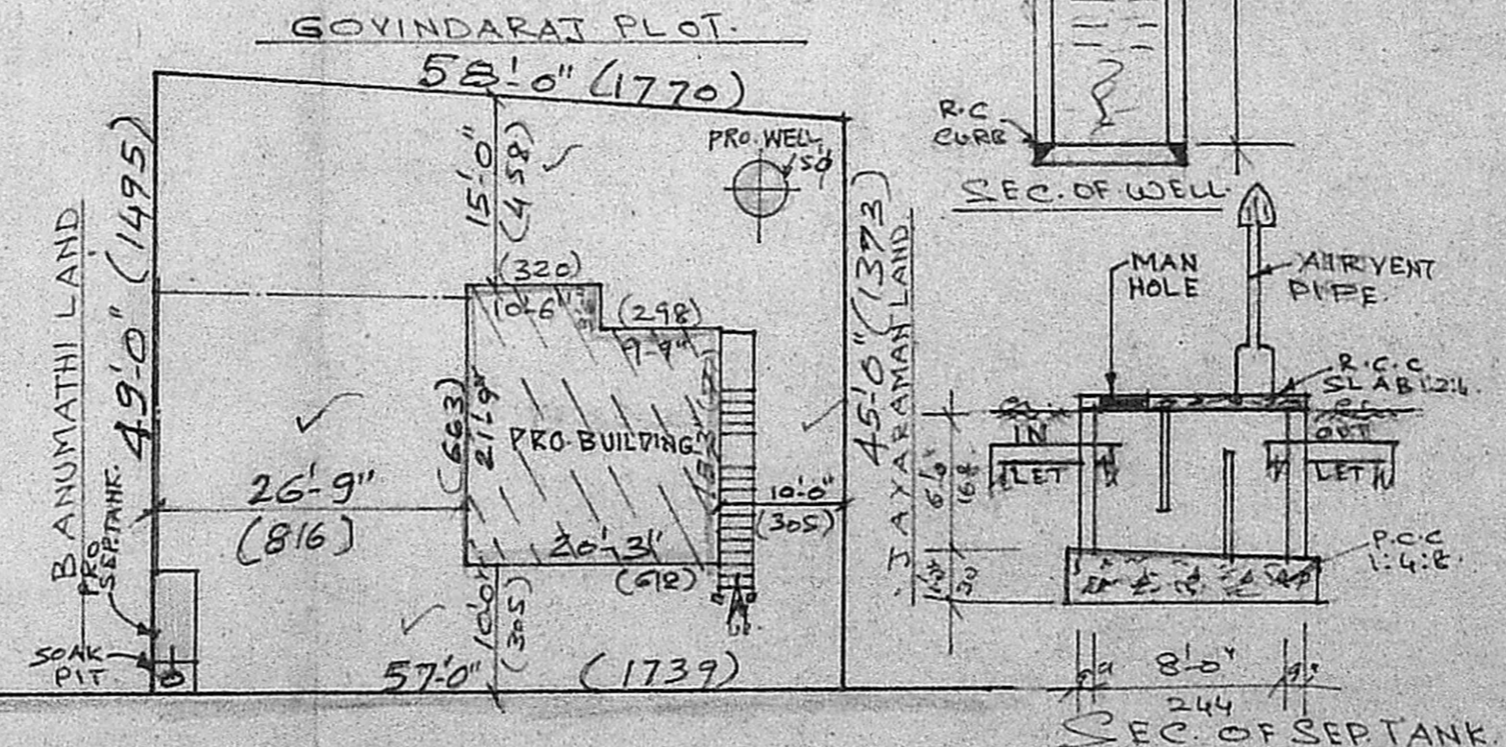 GOVINDARAJ PLOT.
58'-0" (1770)
BANUMATHI LAND
49'-0" (1495)
15'-0"
(458)
PRO. WELL
(320)
10'-6"
(298)
9'-9"
(663)
21'-9"
PRO. BUILDING
26'-9"
(816)
10'-0"
(305)
45'-0" (1373)
JAYARAMAN LAND
20'-3"
(618)
PRO
SEP.TANK.
SOAK
PIT
10'-0"
(305)
57'-0"
(1739)
R.C
CURB
SEC. OF WELL.
MAN
HOLE
AIR VENT
PIPE.
R.C.C
SLAB 1:2:4.
IN
LET
OUT
LET
P.C.C
1:4:8.
8'-0"
244
SEC. OF SEP.TANK.